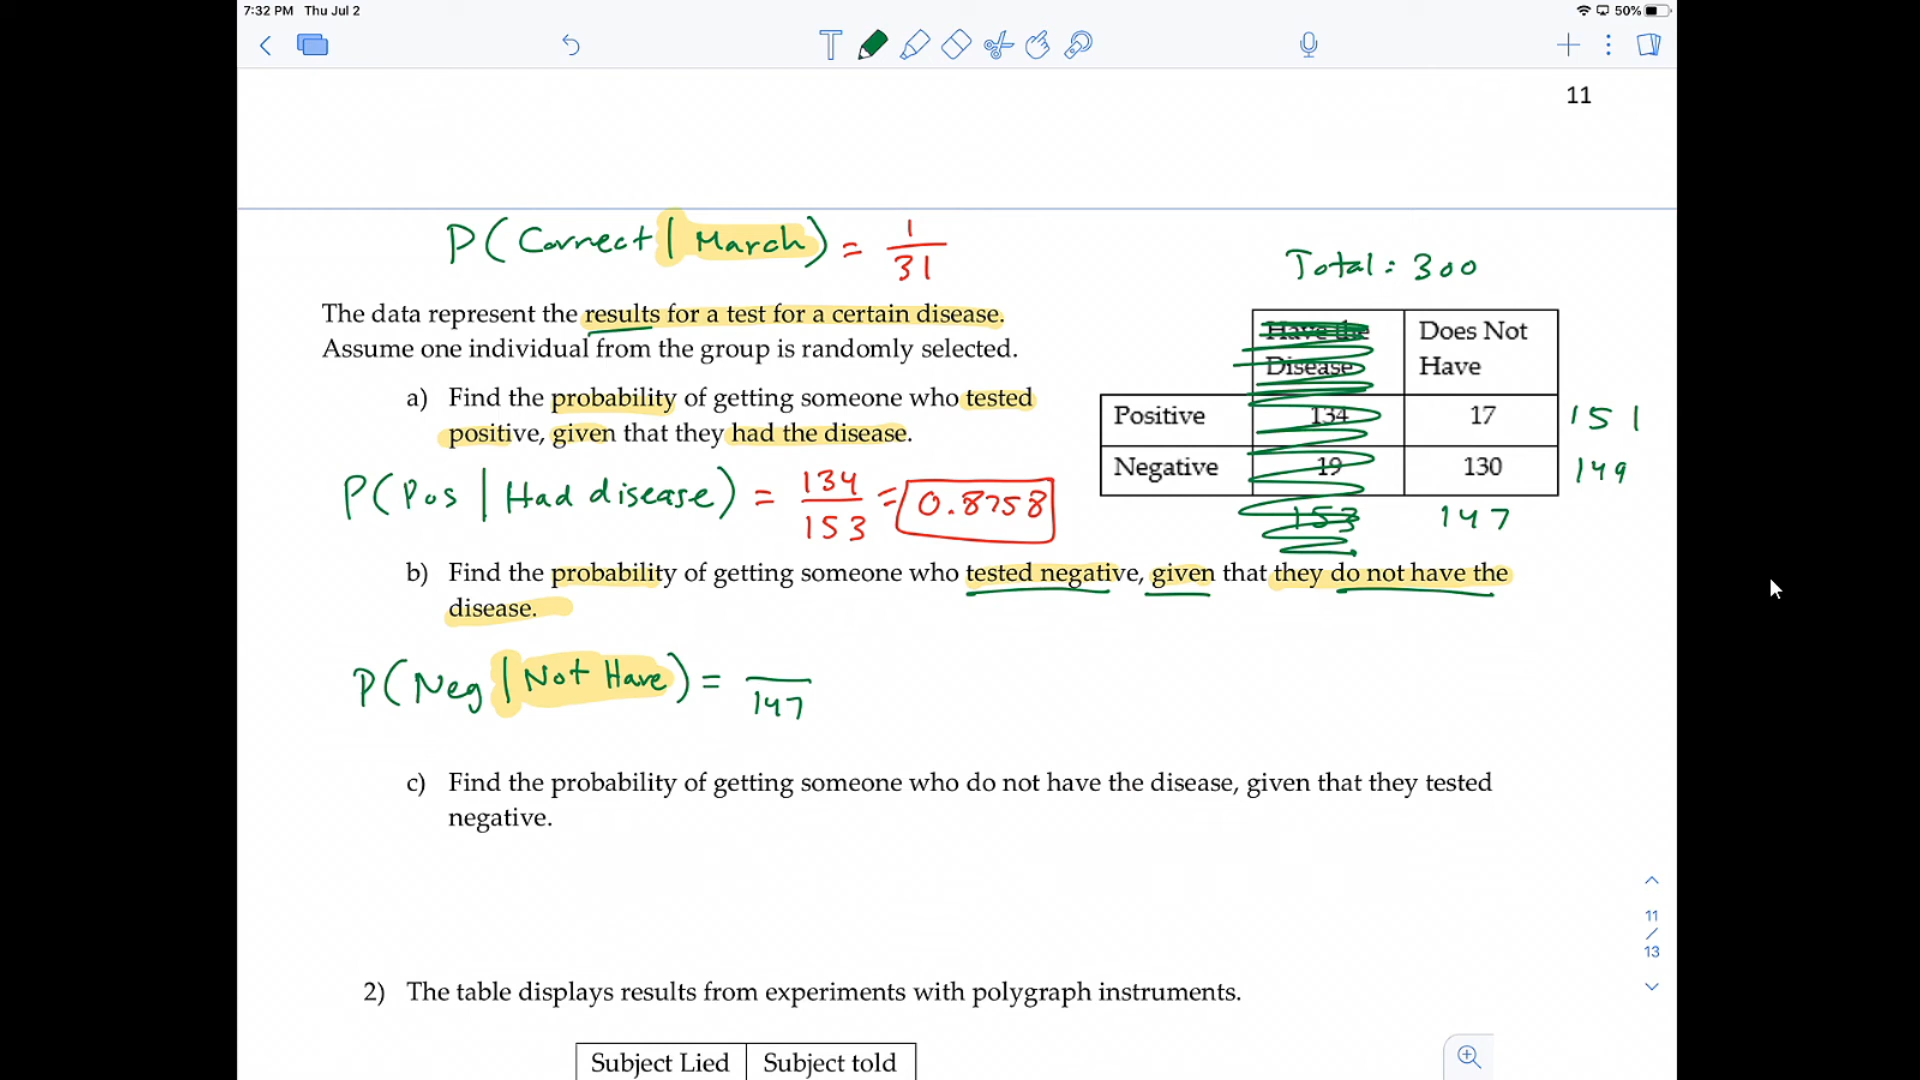 7:32 PM Thu Jul 2
50%
11
P(Correct | March) = 1/31
Total: 300
The data represent the results for a test for a certain disease.
Assume one individual from the group is randomly selected.
a) Find the probability of getting someone who tested
positive, given that they had the disease.
Have the Disease
Does Not Have
Positive 134 17 151
Negative 19 130 149
153 147
P(Pos | Had disease) = 134/153 = 0.8758
b) Find the probability of getting someone who tested negative, given that they do not have the
disease.
P(Neg | Not Have) = /147
c) Find the probability of getting someone who do not have the disease, given that they tested
negative.
11
/
13
2) The table displays results from experiments with polygraph instruments.
Subject Lied Subject told